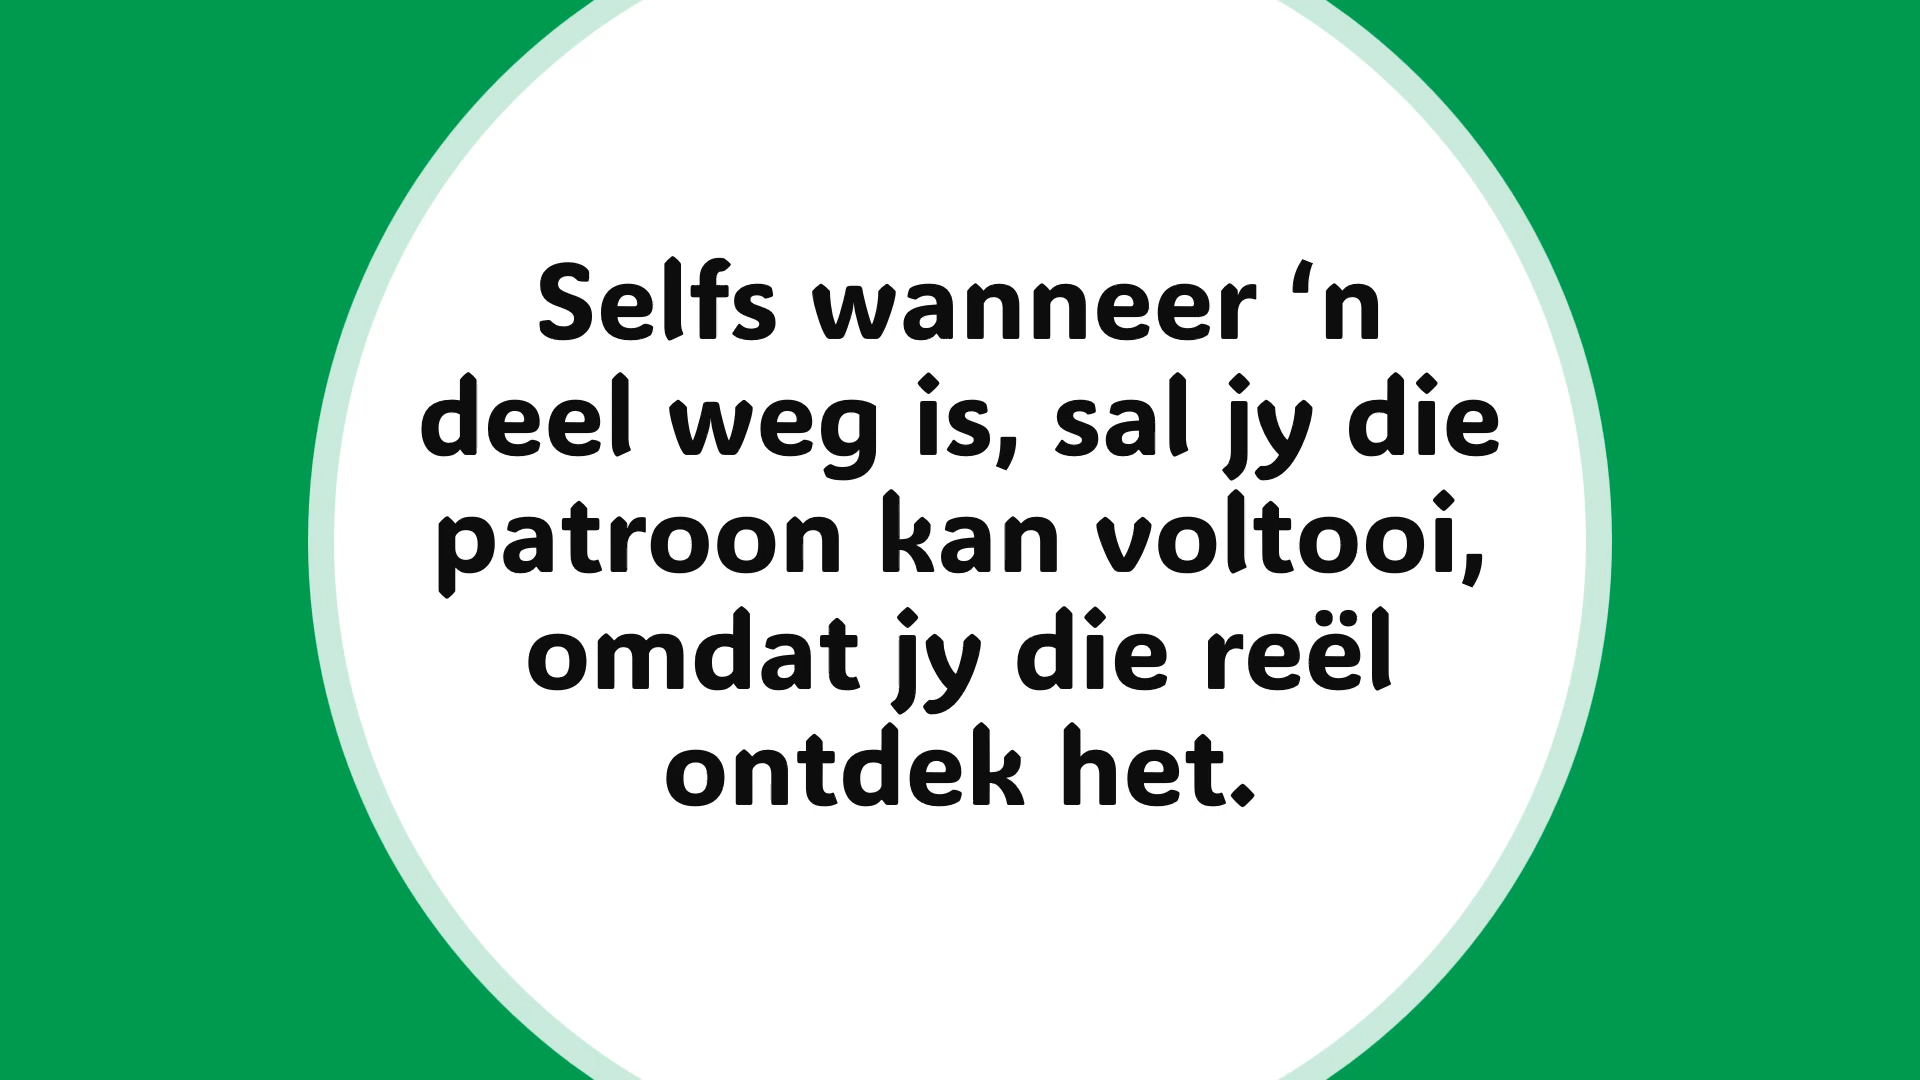 Selfs wanneer ‘n
deel weg is, sal jy die
patroon kan voltooi,
omdat jy die reël
ontdek het.